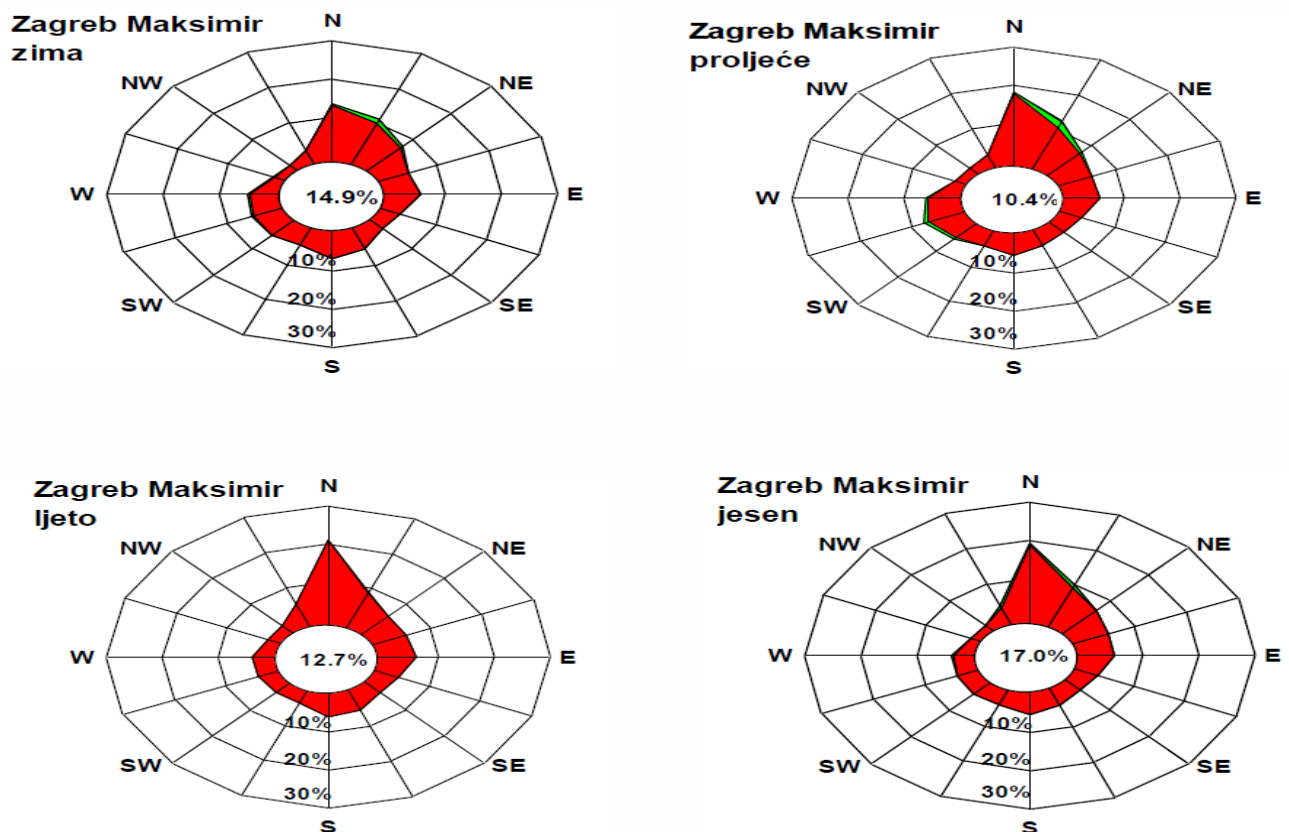 Zagreb Maksimir
zima
N
NW
NE
W
14.9%
E
10%
SW
20%
SE
30%
S
Zagreb Maksimir
proljeće
N
NW
NE
W
10.4%
E
10%
SW
20%
SE
30%
S
Zagreb Maksimir
ljeto
N
NW
NE
W
12.7%
E
10%
SW
20%
SE
30%
S
Zagreb Maksimir
jesen
N
NW
NE
W
17.0%
E
10%
SW
20%
SE
30%
S